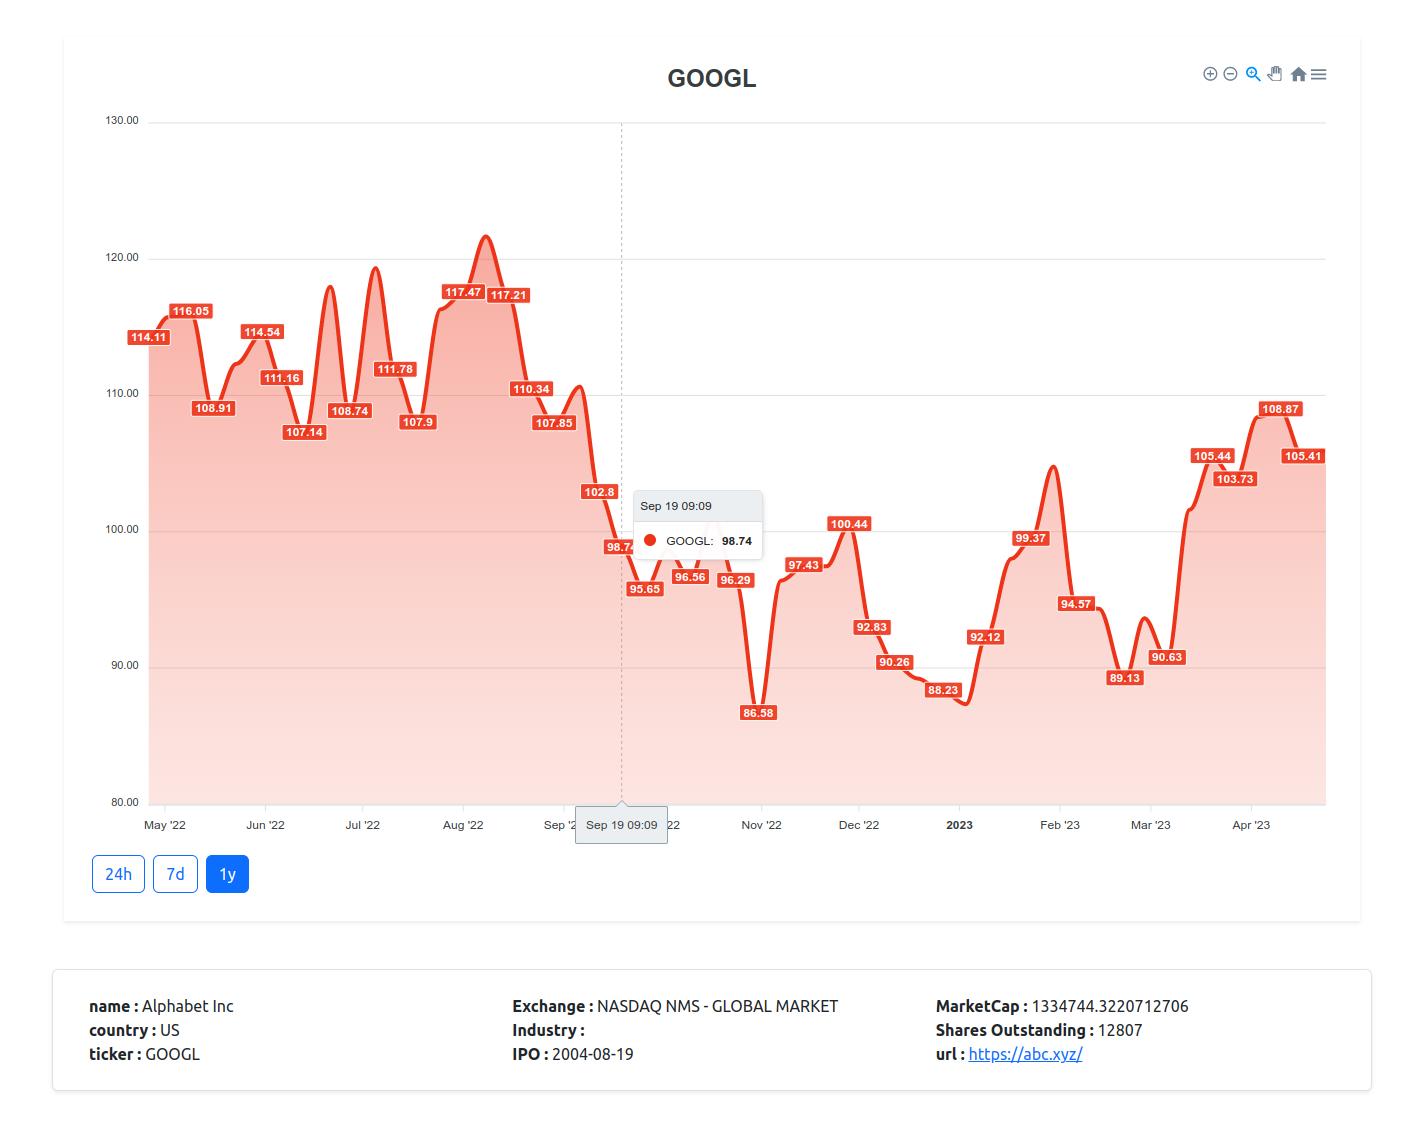 GOOGL
130.00
120.00
110.00
100.00
90.00
80.00
114.11
116.05
108.91
114.54
111.16
107.14
108.74
111.78
107.9
117.47
117.21
110.34
107.85
102.8
98.74
95.65
96.56
96.29
86.58
97.43
100.44
92.83
90.26
88.23
92.12
99.37
94.57
89.13
90.63
105.44
103.73
108.87
105.41
Sep 19 09:09
GOOGL: 98.74
May '22 Jun '22 Jul '22 Aug '22 Sep '2 Sep 19 09:09 22 Nov '22 Dec '22 2023 Feb '23 Mar '23 Apr '23
24h 7d 1y
name : Alphabet Inc
country : US
ticker : GOOGL
Exchange : NASDAQ NMS - GLOBAL MARKET
Industry :
IPO : 2004-08-19
MarketCap : 1334744.3220712706
Shares Outstanding : 12807
url : https://abc.xyz/